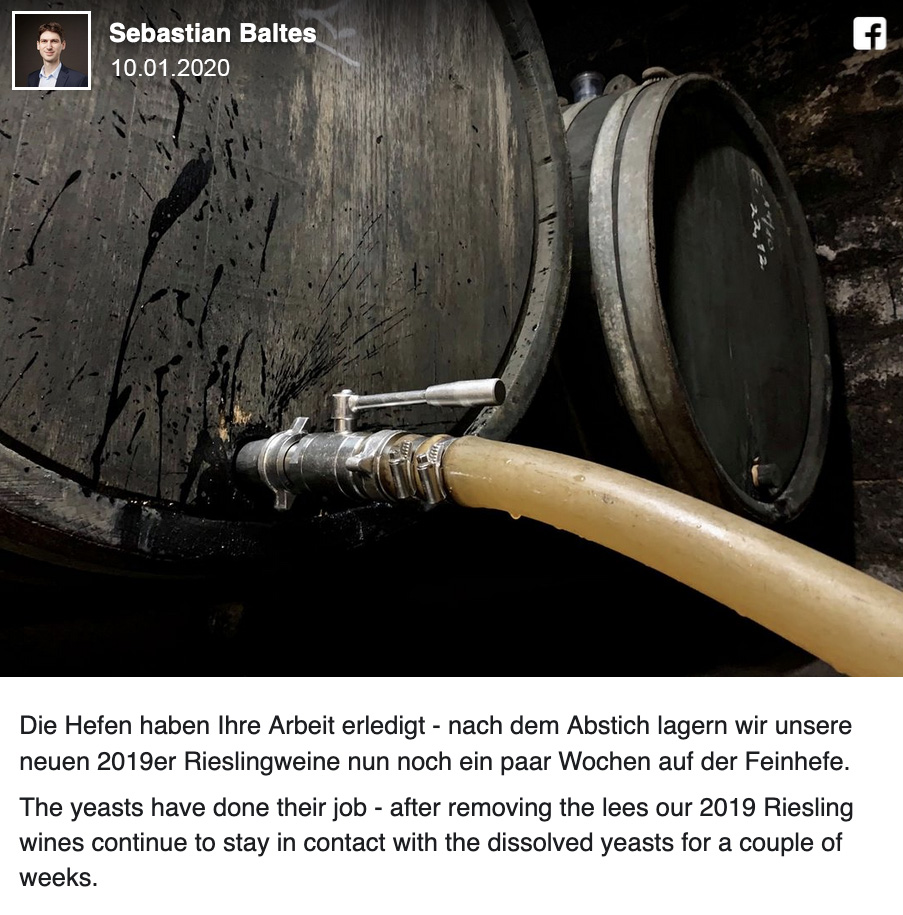 Sebastian Baltes
10.01.2020
Die Hefen haben Ihre Arbeit erledigt - nach dem Abstich lagern wir unsere
neuen 2019er Rieslingweine nun noch ein paar Wochen auf der Feinhefe.
The yeasts have done their job - after removing the lees our 2019 Riesling
wines continue to stay in contact with the dissolved yeasts for a couple of
weeks.